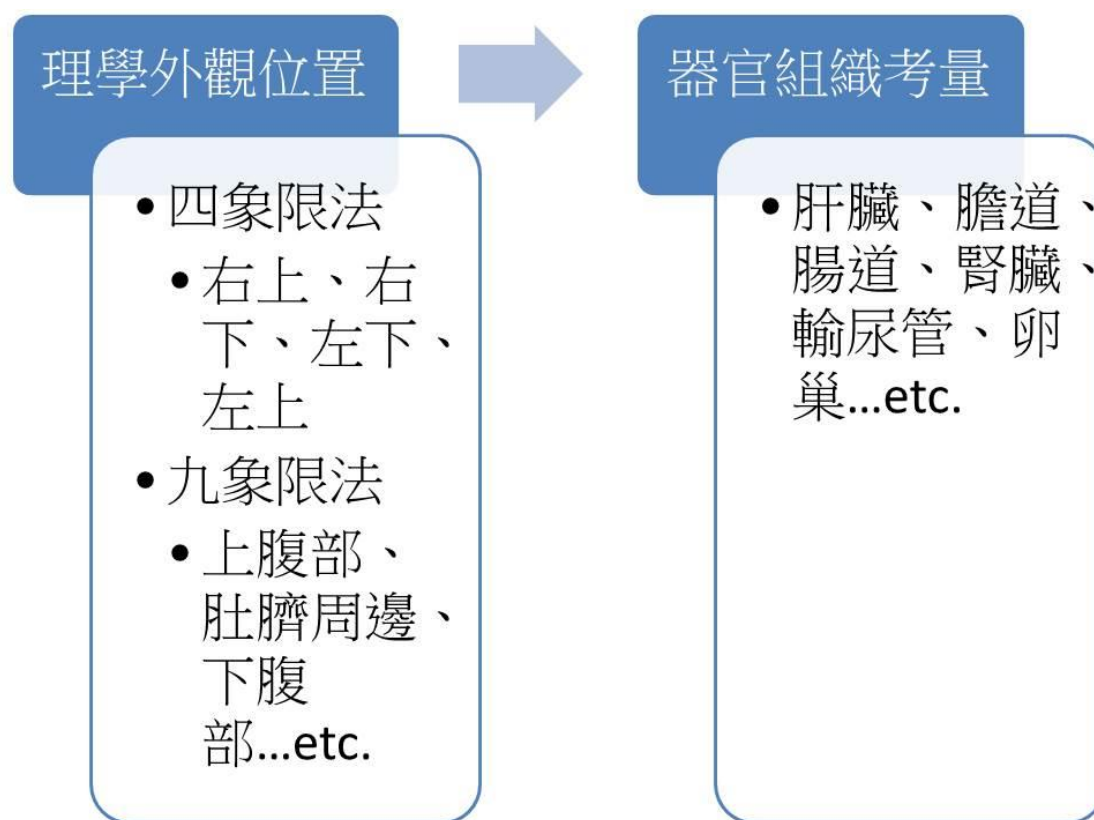 理學外觀位置
• 四象限法
• 右上、右
下、左下、
左上
• 九象限法
• 上腹部、
肚臍周邊、
下腹
部...etc.
器官組織考量
• 肝臟、膽道、
腸道、腎臟、
輸尿管、卵
巢...etc.